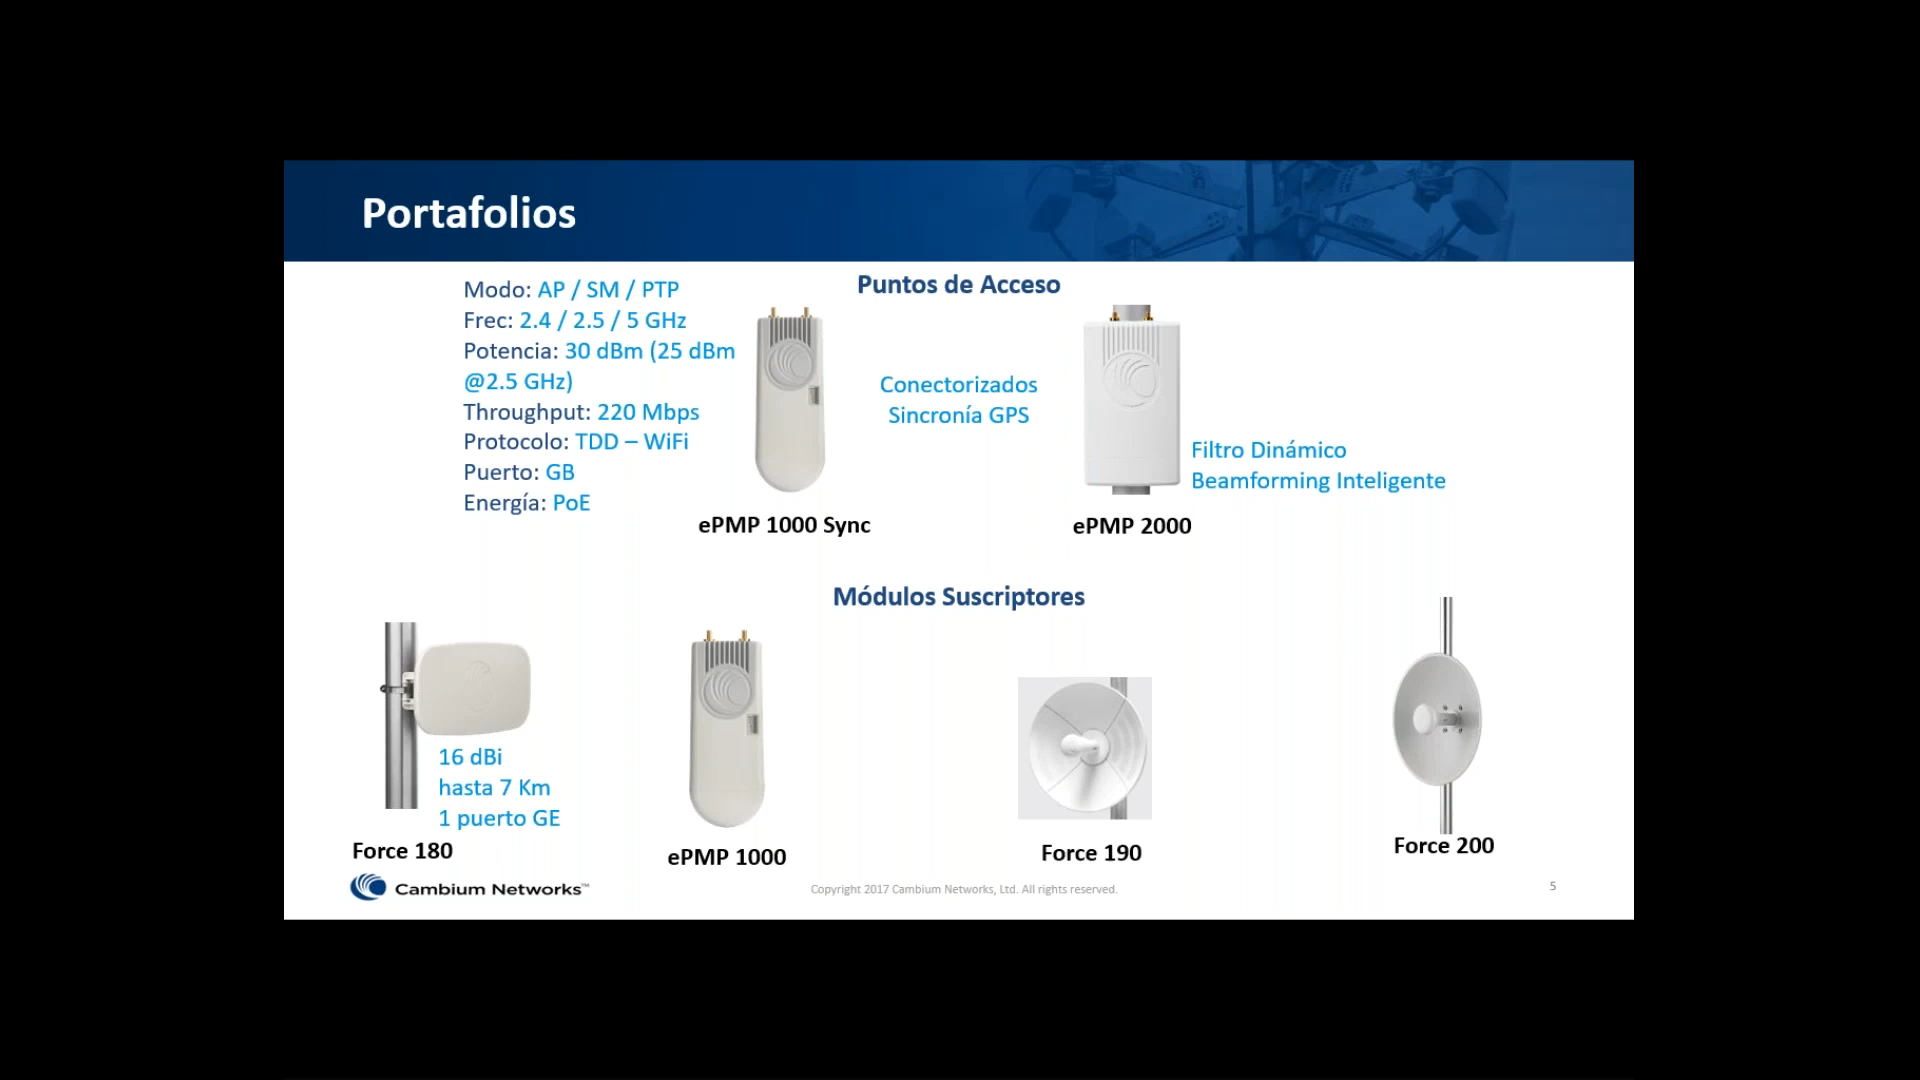 Portafolios
Puntos de Acceso
Modo: AP / SM / PTP
Frec: 2.4 / 2.5 / 5 GHz
Potencia: 30 dBm (25 dBm
@2.5 GHz)
Throughput: 220 Mbps
Protocolo: TDD – WiFi
Puerto: GB
Energía: PoE
Conectorizados
Sincronía GPS
Filtro Dinámico
Beamforming Inteligente
ePMP 1000 Sync
ePMP 2000
Módulos Suscriptores
16 dBi
hasta 7 Km
1 puerto GE
Force 180
ePMP 1000
Force 190
Force 200
Cambium Networks™
Copyright 2017 Cambium Networks, Ltd. All rights reserved.
5